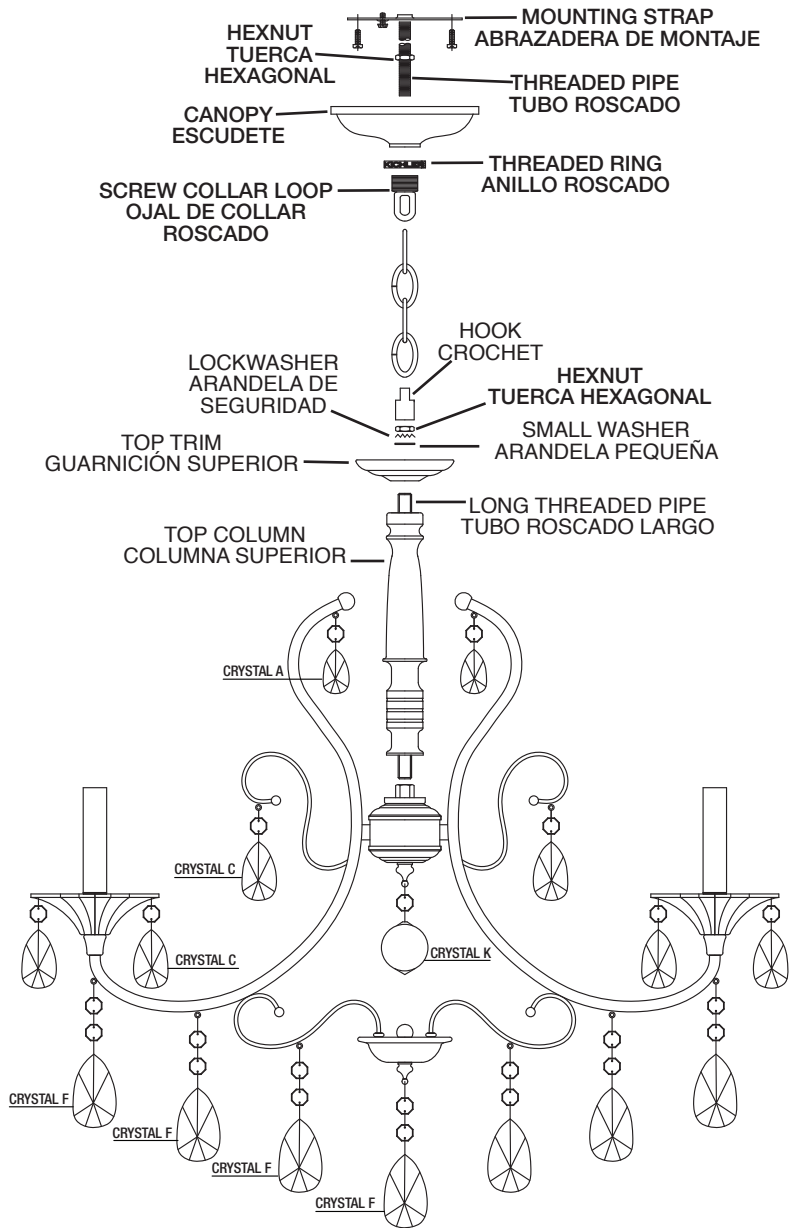 MOUNTING STRAP
ABRAZADERA DE MONTAJE
HEXNUT
TUERCA
HEXAGONAL
THREADED PIPE
TUBO ROSCADO
CANOPY
ESCUDETE
KICHLER
THREADED RING
ANILLO ROSCADO
SCREW COLLAR LOOP
OJAL DE COLLAR
ROSCADO
HOOK
CROCHET
LOCKWASHER
ARANDELA DE
SEGURIDAD
HEXNUT
TUERCA HEXAGONAL
SMALL WASHER
ARANDELA PEQUEÑA
TOP TRIM
GUARNICIÓN SUPERIOR
LONG THREADED PIPE
TUBO ROSCADO LARGO
TOP COLUMN
COLUMNA SUPERIOR
CRYSTAL A
CRYSTAL C
CRYSTAL C
CRYSTAL K
CRYSTAL F
CRYSTAL F
CRYSTAL F
CRYSTAL F